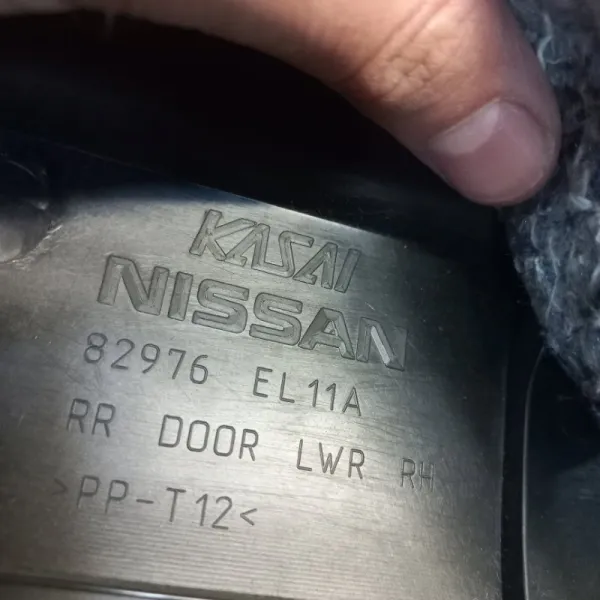 KASAI
NISSAN
82976 EL11A
RR DOOR LWR RH
>PP-T12<